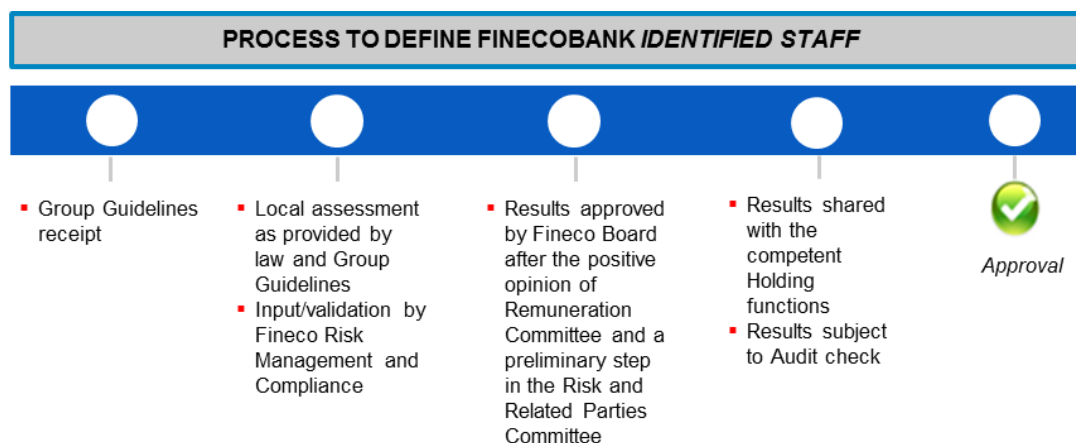 PROCESS TO DEFINE FINECOBANK IDENTIFIED STAFF
Group Guidelines
receipt
Local assessment
as provided by
law and Group
Guidelines
Input/validation by
Fineco Risk
Management and
Compliance
Results approved
by Fineco Board
after the positive
opinion of
Remuneration
Committee and a
preliminary step
in the Risk and
Related Parties
Committee
Results shared
with the
competent
Holding
functions
Results subject
to Audit check
Approval